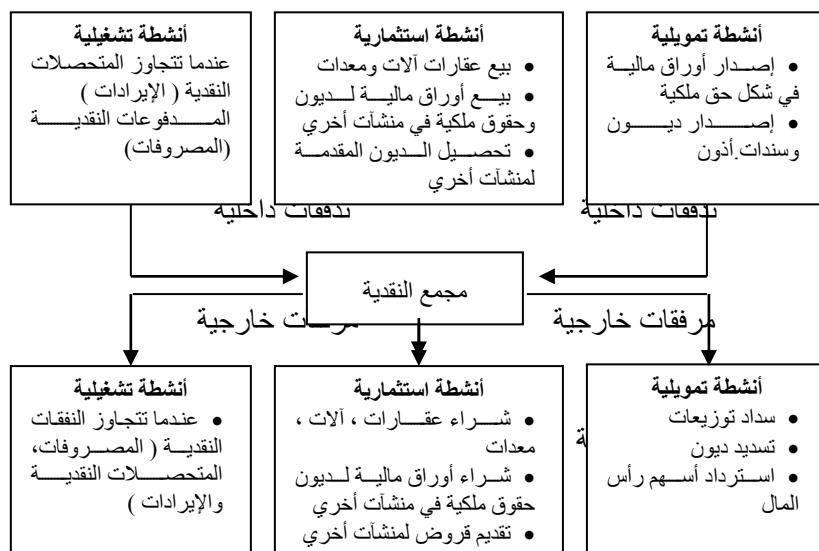 أنشطة تمويلية
• إصدار أوراق مالية
في شكل حق ملكية
• إصدار ديون
وسندات.أذون
أنشطة استثمارية
• بيع عقارات آلات ومعدات
• بيع أوراق مالية لديون
وحقوق ملكية في منشآت أخري
• تحصيل الديون المقدمة
لمنشآت أخري
أنشطة تشغيلية
عندما تتجاوز المتحصلات
النقدية ( الإيرادات )
المدفوعات النقدية
(المصروفات)
تدفقات داخلية
تدفقات داخلية
مجمع النقدية
مرفقات خارجية
مرفقات خارجية
أنشطة تمويلية
• سداد توزيعات
• تسديد ديون
• استرداد أسهم رأس
المال
أنشطة استثمارية
• شراء عقارات ، آلات ،
معدات
• شراء أوراق مالية لديون
حقوق ملكية في منشآت أخري
• تقديم قروض لمنشآت أخري
أنشطة تشغيلية
• عندما تتجاوز النفقات
النقدية ( المصروفات،
المتحصلات النقدية
والإيرادات )